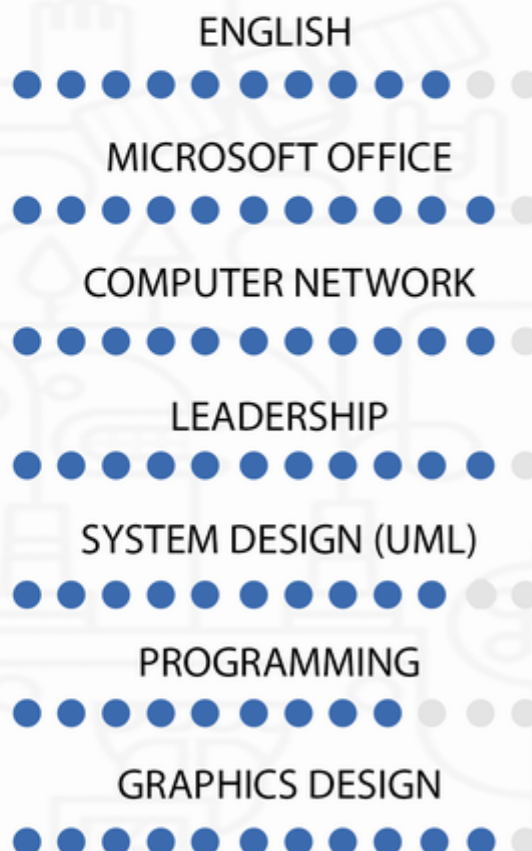 ENGLISH
MICROSOFT OFFICE
COMPUTER NETWORK
LEADERSHIP
SYSTEM DESIGN (UML)
PROGRAMMING
GRAPHICS DESIGN